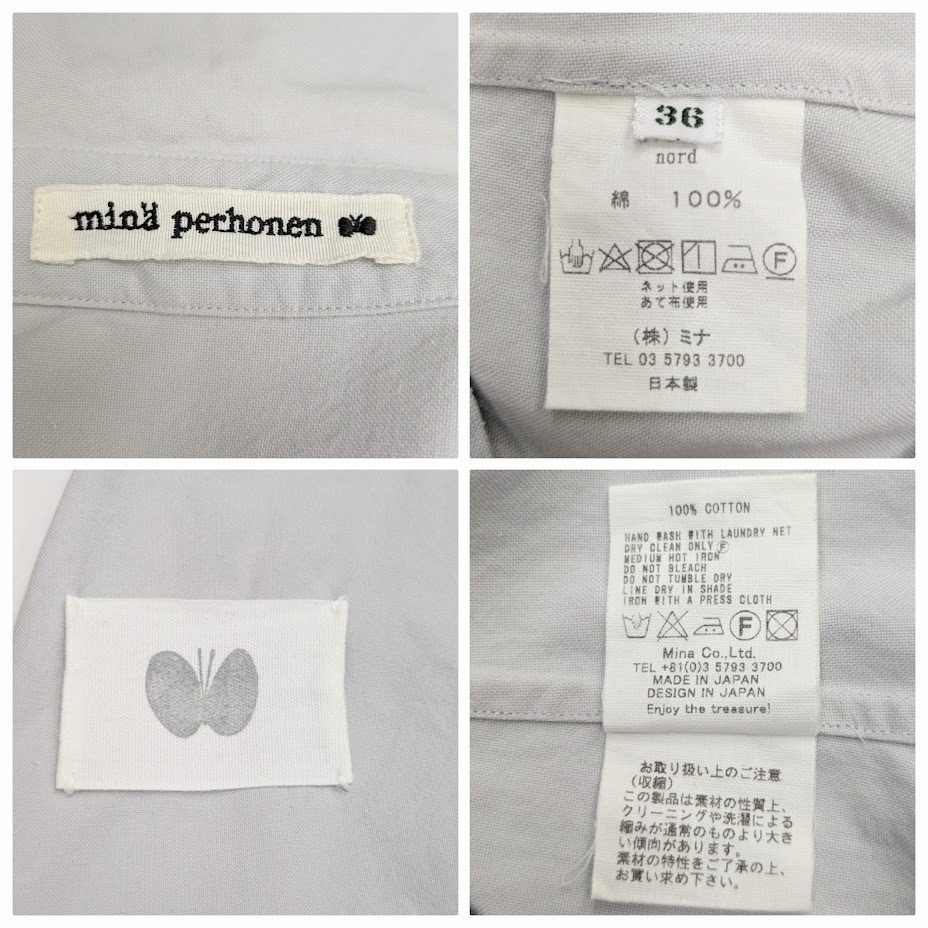 minä perhonen
36
nord
綿 100%
F
ネット使用
あて布使用
(株)ミナ
TEL 03 5793 3700
日本製
100% COTTON
HAND WASH WITH LAUNDRY NET
DRY CLEAN ONLY Ⓕ
MEDIUM HOT IRON
DO NOT BLEACH
DO NOT TUMBLE DRY
LINE DRY IN SHADE
IRON WITH A PRESS CLOTH
F
Mina Co.,Ltd.
TEL +81(0)3 5793 3700
MADE IN JAPAN
DESIGN IN JAPAN
Enjoy the treasure!
お取り扱い上のご注意
(収縮)
この製品は素材の性質上、
クリーニングや洗濯による
縮みが通常のものより大き
い傾向があります。
素材の特性をご了承の上、
お買い求め下さい。